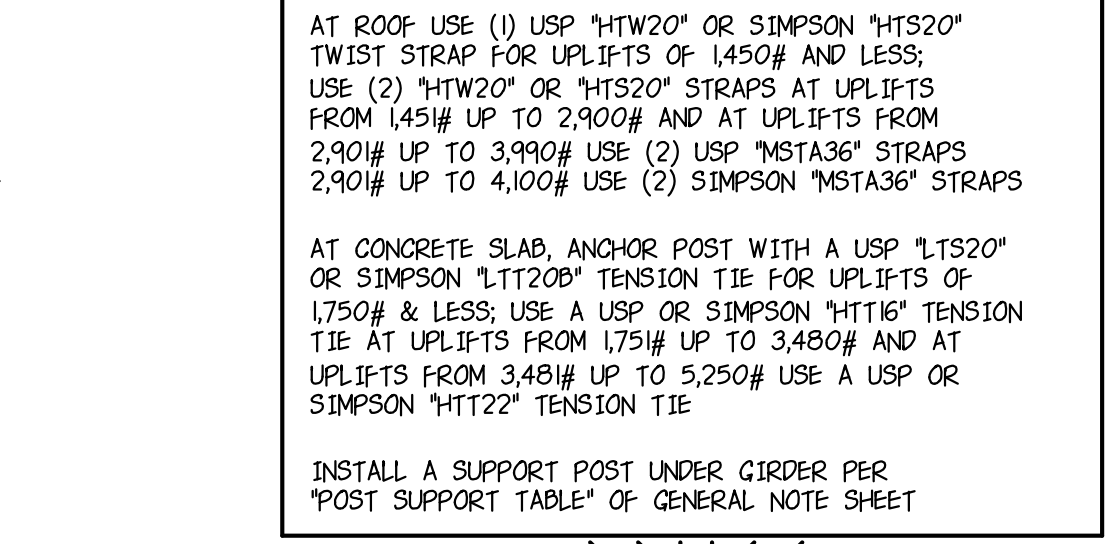 AT ROOF USE (1) USP "HTW20" OR SIMPSON "HTS20"
TWIST STRAP FOR UPLIFTS OF 1,450# AND LESS;
USE (2) "HTW20" OR "HTS20" STRAPS AT UPLIFTS
FROM 1,451# UP TO 2,900# AND AT UPLIFTS FROM
2,901# UP TO 3,990# USE (2) USP "MSTA36" STRAPS
2,901# UP TO 4,100# USE (2) SIMPSON "MSTA36" STRAPS
AT CONCRETE SLAB, ANCHOR POST WITH A USP "LTS20"
OR SIMPSON "LTT20B" TENSION TIE FOR UPLIFTS OF
1,750# & LESS; USE A USP OR SIMPSON "HTT16" TENSION
TIE AT UPLIFTS FROM 1,751# UP TO 3,480# AND AT
UPLIFTS FROM 3,481# UP TO 5,250# USE A USP OR
SIMPSON "HTT22" TENSION TIE
INSTALL A SUPPORT POST UNDER GIRDER PER
"POST SUPPORT TABLE" OF GENERAL NOTE SHEET